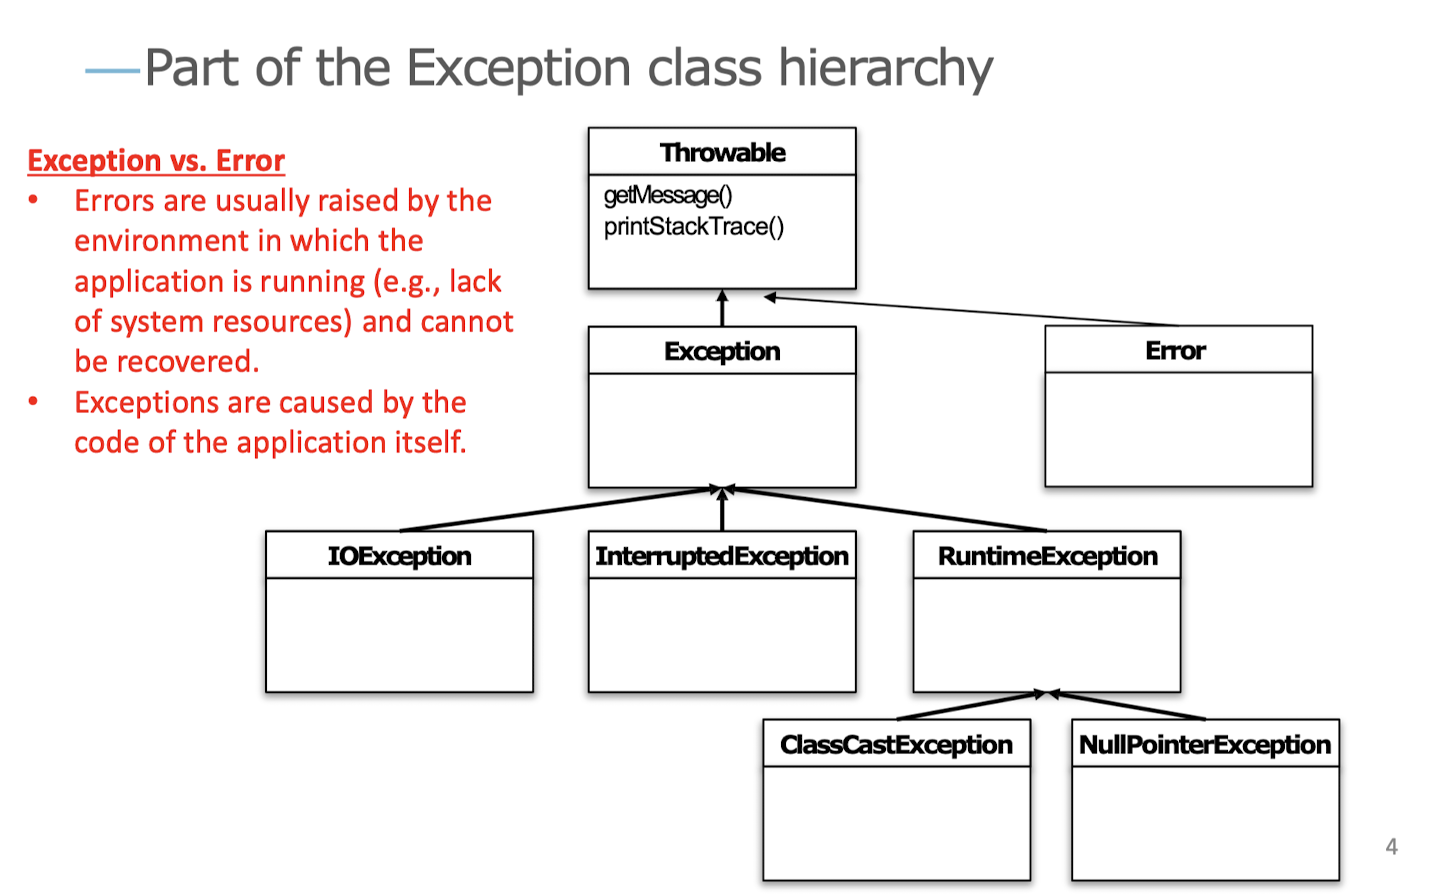 Part of the Exception class hierarchy
Exception vs. Error
• Errors are usually raised by the
environment in which the
application is running (e.g., lack
of system resources) and cannot
be recovered.
• Exceptions are caused by the
code of the application itself.
Throwable
getMessage()
printStackTrace()
Exception
Error
IOException
InterruptedException
RuntimeException
ClassCastException
NullPointerException
4